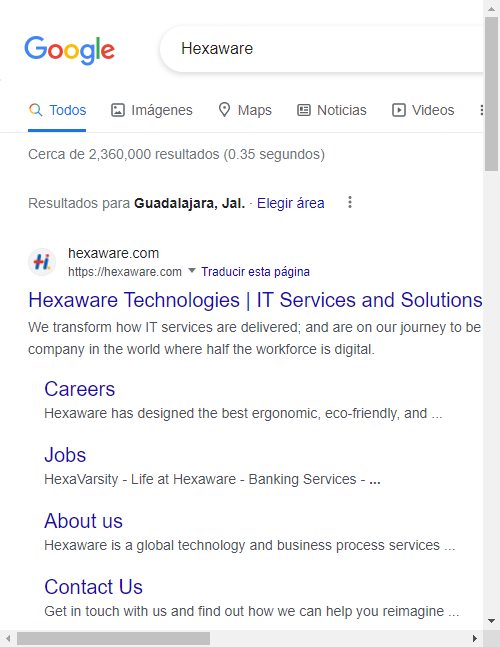 Google
Hexaware
Todos Imágenes Maps Noticias Videos
Cerca de 2,360,000 resultados (0.35 segundos)
Resultados para Guadalajara, Jal. · Elegir área
hexaware.com
https://hexaware.com Traducir esta página
Hexaware Technologies | IT Services and Solutions
We transform how IT services are delivered; and are on our journey to be
company in the world where half the workforce is digital.
Careers
Hexaware has designed the best ergonomic, eco-friendly, and ...
Jobs
HexaVarsity - Life at Hexaware - Banking Services - ...
About us
Hexaware is a global technology and business process services ...
Contact Us
Get in touch with us and find out how we can help you reimagine ...